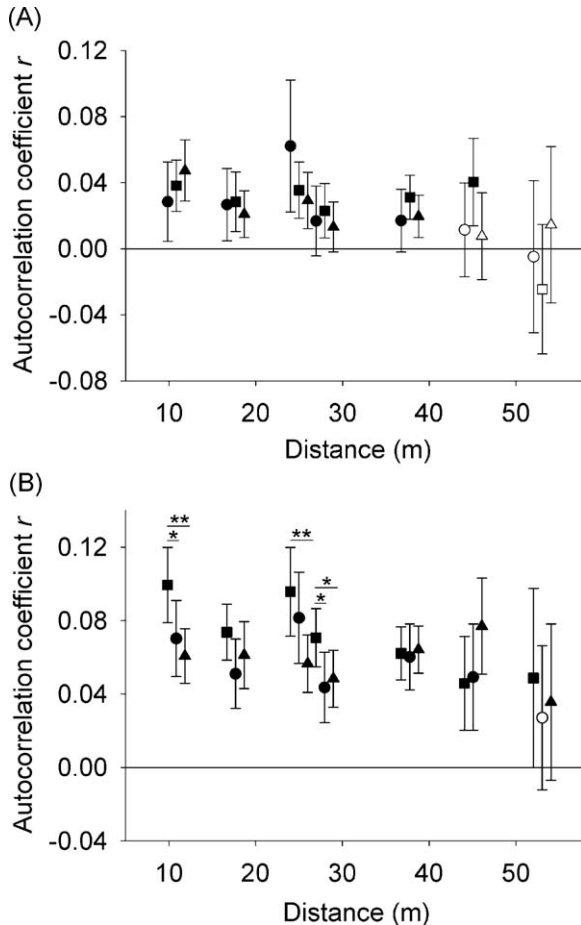 (A)
Autocorrelation coefficient r
0.12
0.08
0.04
0.00
-0.04
-0.08
10 20 30 40 50
Distance (m)
(B)
Autocorrelation coefficient r
0.12
0.08
0.04
0.00
-0.04
**
*
**
*
*
10 20 30 40 50
Distance (m)